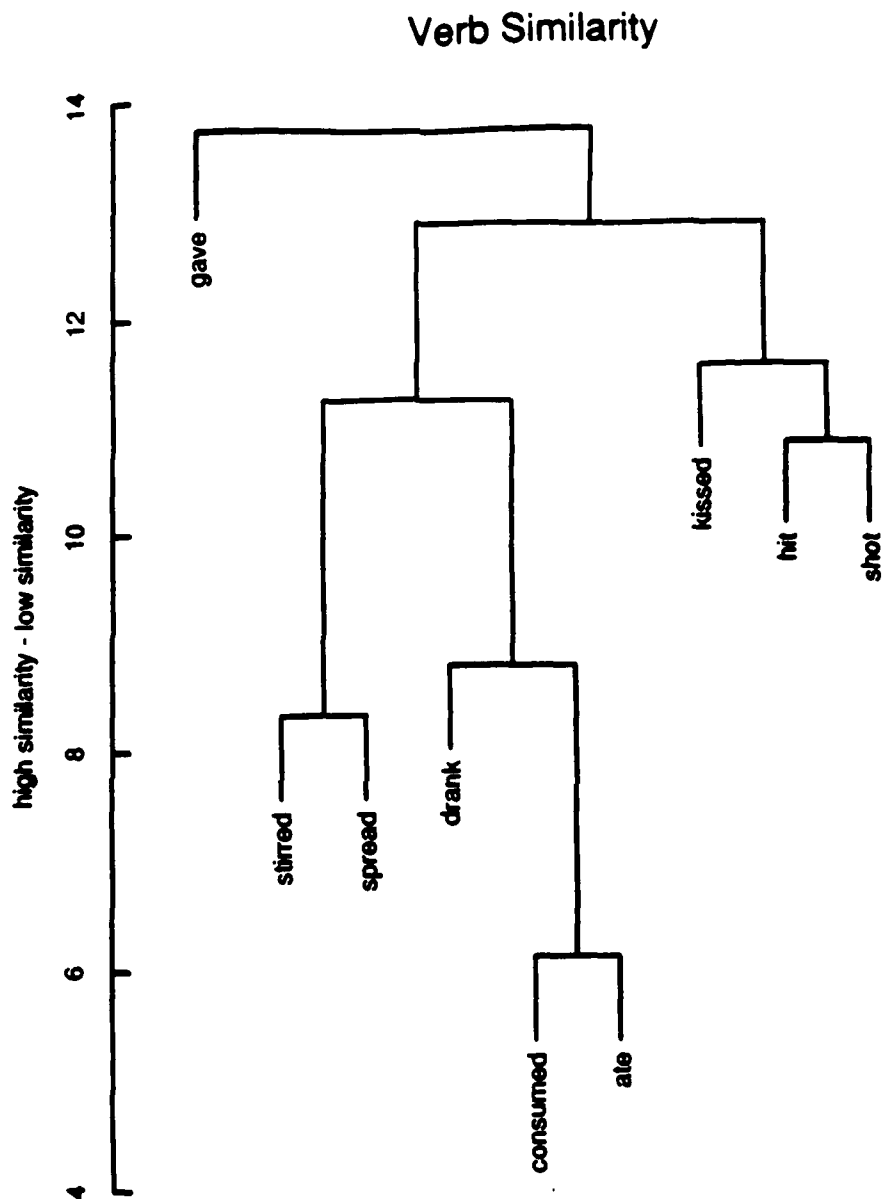 Verb Similarity
high similarity - low similarity
14
12
10
8
6
4
gave
stirred
spread
drank
consumed
ate
kissed
hit
shot